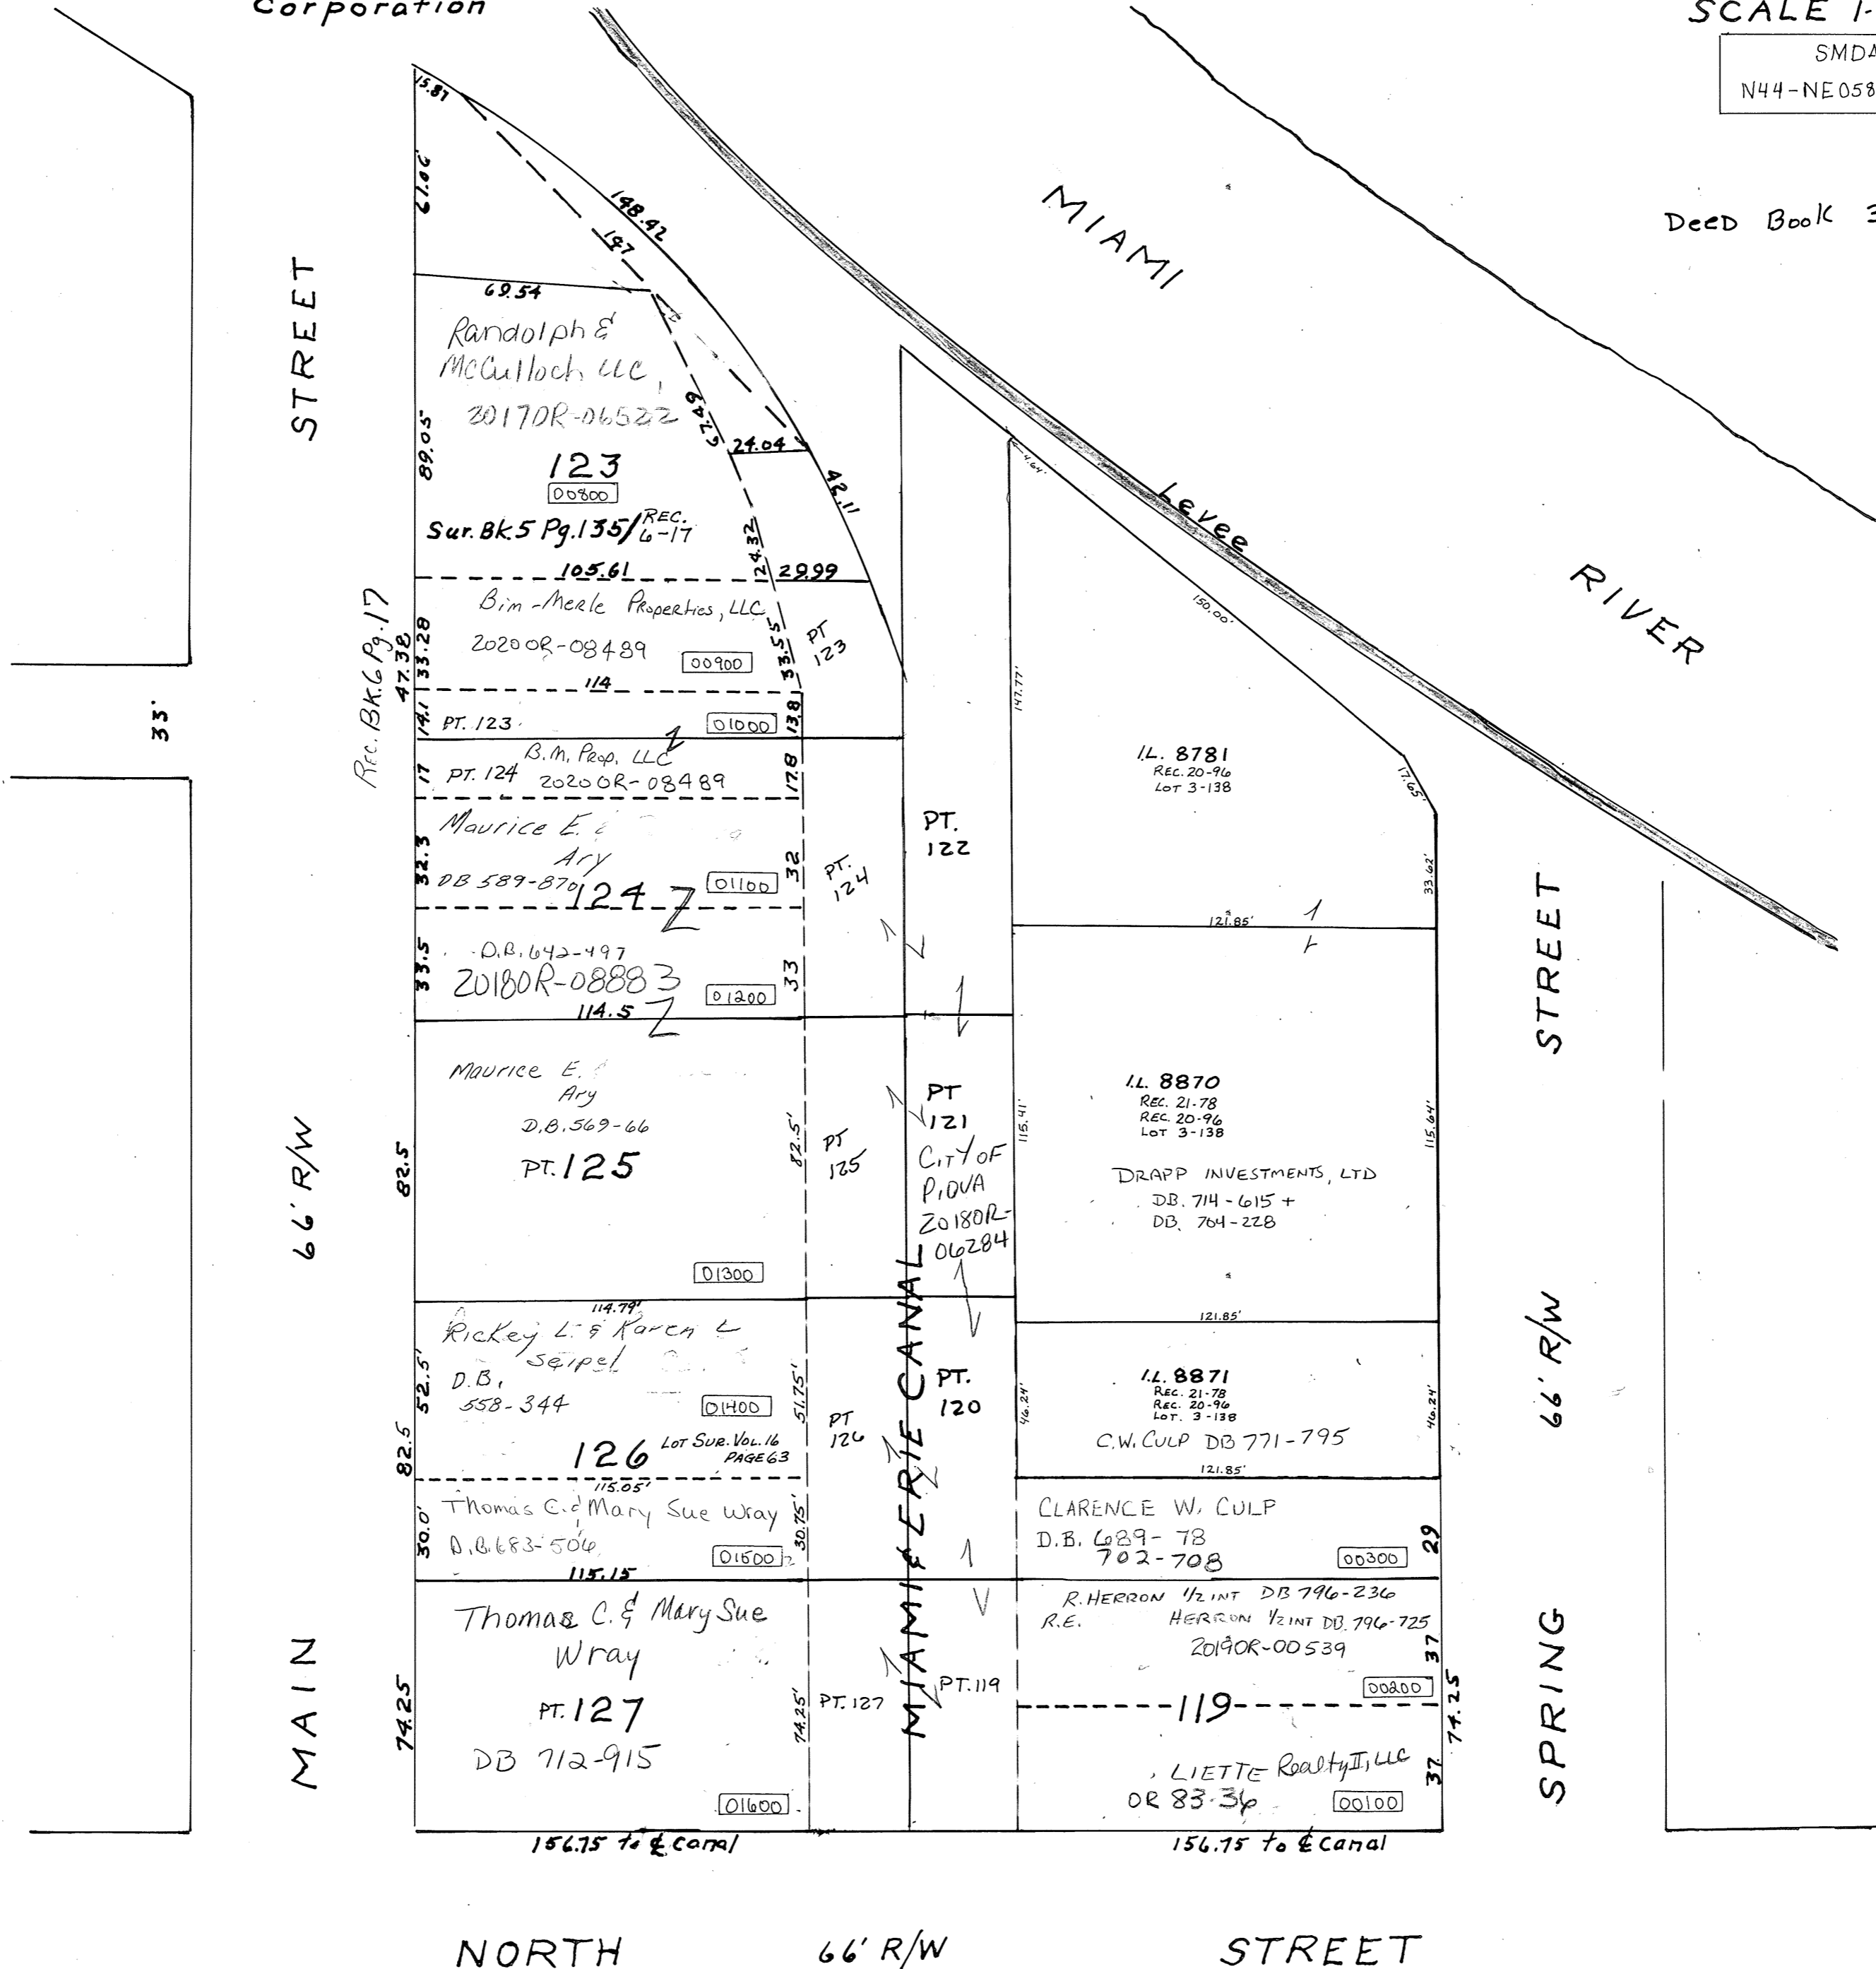 Corporation
SCALE 1-
SMDA
N44-NE058
Deed Book 3
MIAMI
RIVER
Levee
15.87
61.06
148.42
147
69.54
STREET
Randolph &
McCulloch LLC,
2017OR-06522
123
00800
Sur. Bk. 5 Pg. 135/ REC.
6-17
89.05
67.49
24.04
42.11
24.32
105.61
29.99
Bim-Merle Properties, LLC
2020OR-08489
00900
33.28
33.55
PT
123
114
Rec. BK. 6 Pg. 17
47.38
14.1
PT. 123
01000
13.8
33'
B.M. Prop. LLC
17
PT. 124
2020OR-08489
17.8
Maurice E. &
Ary
DB 589-870
124
01100
32.3
32
PT.
124
33.5
D.B. 642-497
2018OR-08883
01200
33
114.5
PT.
122
4.64'
150.00'
147.77'
I.L. 8781
REC. 20-96
LOT 3-138
17.65'
33.62'
121.85'
STREET
Maurice E.
Ary
D.B. 569-66
PT. 125
01300
82.5
82.5'
PT
125
PT
121
CITY OF
PIQUA
2018OR-
06284
115.41'
I.L. 8870
REC. 21-78
REC. 20-96
LOT 3-138
DRAPP INVESTMENTS, LTD
DB. 714-615 +
DB. 704-228
115.64'
66' R/W
114.79'
121.85'
Rickey L. & Karen L
Seipel
D.B.
558-344
01400
52.5'
51.75'
82.5
126
LOT SUR. VOL. 16
PAGE 63
PT
126
PT.
120
46.24'
I.L. 8871
REC. 21-78
REC. 20-96
LOT. 3-138
C.W. CULP DB 771-795
46.24'
66' R/W
115.05'
121.85'
Thomas C. & Mary Sue Wray
D.B. 683-506
01500
30.0'
30.75'
115.15
CLARENCE W. CULP
D.B. 689-78
702-708
00300
29
MIAMI & ERIE CANAL
Thomas C. & Mary Sue
Wray
PT. 127
DB 712-915
01600
74.25
74.25'
PT. 127
PT. 119
R. HERRON 1/2 INT DB 796-236
R.E. HERRON 1/2 INT DB. 796-725
2019OR-00539
00200
37
119
74.25
LIETTE Realty II, LLC
OR 83-36
00100
37
MAIN
SPRING
156.75 to ℄ Canal
156.75 to ℄ Canal
NORTH 66' R/W STREET